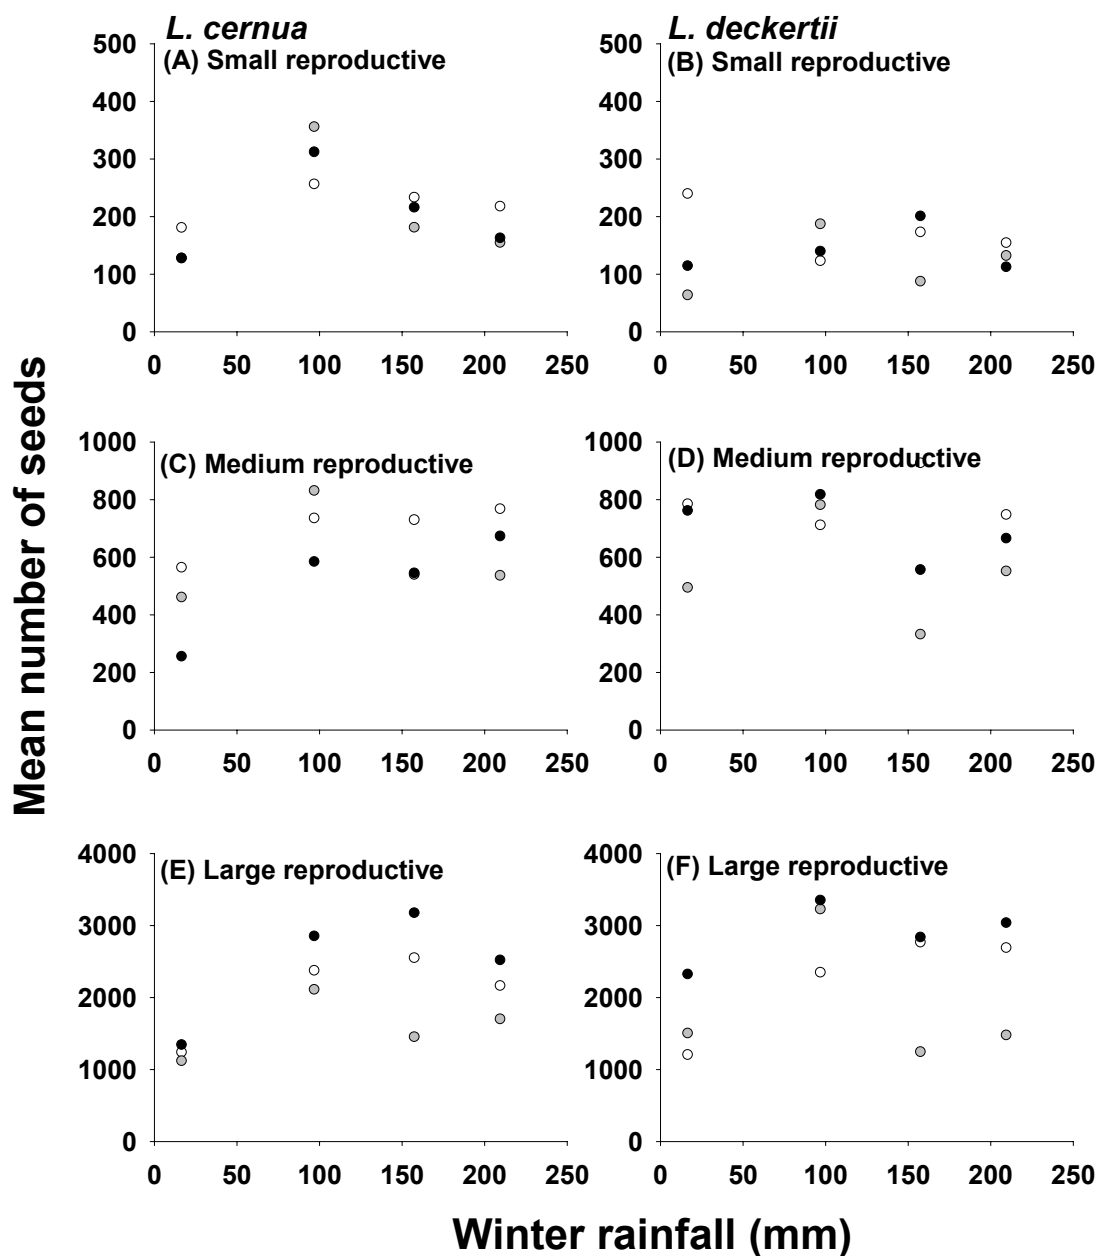 L. cernua
L. deckertii
(A) Small reproductive
(B) Small reproductive
500
400
300
200
100
0
0 50 100 150 200 250
500
400
300
200
100
0
0 50 100 150 200 250
(C) Medium reproductive
(D) Medium reproductive
1000
800
600
400
200
0
0 50 100 150 200 250
1000
800
600
400
200
0
0 50 100 150 200 250
(E) Large reproductive
(F) Large reproductive
4000
3000
2000
1000
0
0 50 100 150 200 250
4000
3000
2000
1000
0
0 50 100 150 200 250
Mean number of seeds
Winter rainfall (mm)